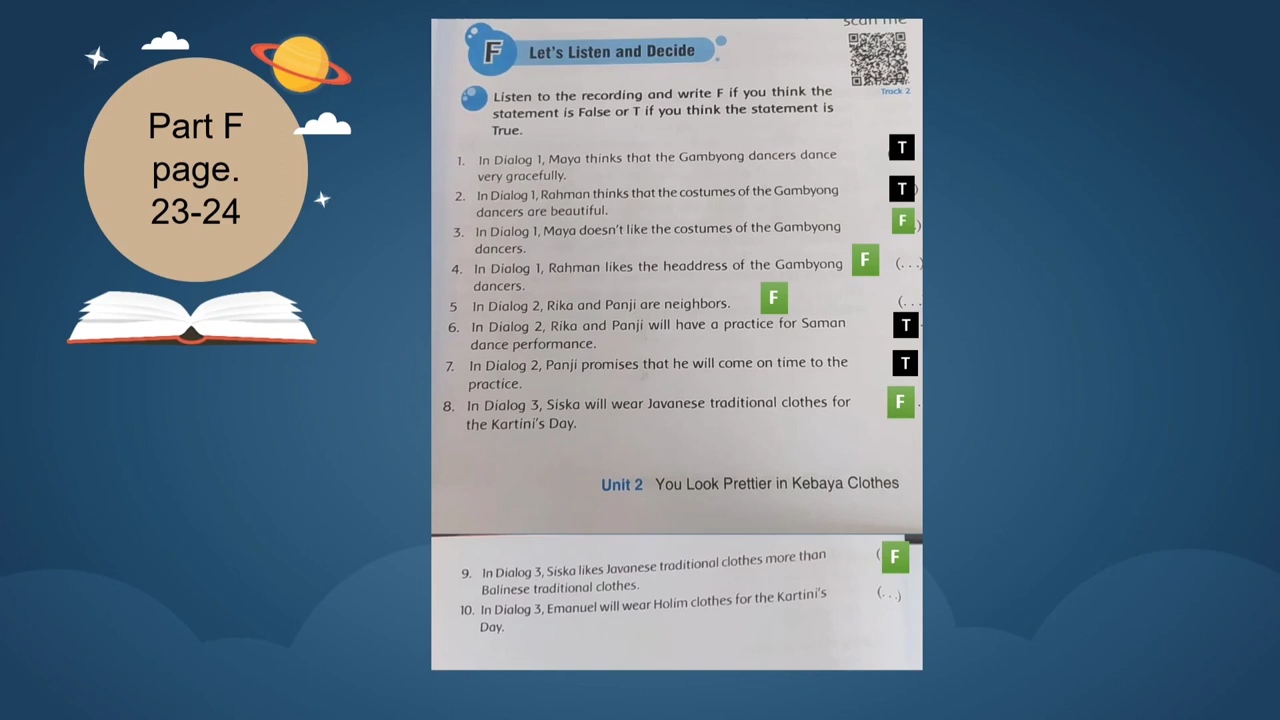 Part F
page.
23-24
scan me
F Let's Listen and Decide
Track 2
Listen to the recording and write F if you think the
statement is False or T if you think the statement is
True.
1. In Dialog 1, Maya thinks that the Gambyong dancers dance T
very gracefully.
2. In Dialog 1, Rahman thinks that the costumes of the Gambyong T )
dancers are beautiful.
3. In Dialog 1, Maya doesn't like the costumes of the Gambyong F .)
dancers.
4. In Dialog 1, Rahman likes the headdress of the Gambyong F (...)
dancers.
5 In Dialog 2, Rika and Panji are neighbors. F (...
6. In Dialog 2, Rika and Panji will have a practice for Saman T
dance performance.
7. In Dialog 2, Panji promises that he will come on time to the T
practice.
8. In Dialog 3, Siska will wear Javanese traditional clothes for F .
the Kartini's Day.
Unit 2 You Look Prettier in Kebaya Clothes
9. In Dialog 3, Siska likes Javanese traditional clothes more than ( F
Balinese traditional clothes.
10. In Dialog 3, Emanuel will wear Holim clothes for the Kartini's (...)
Day.